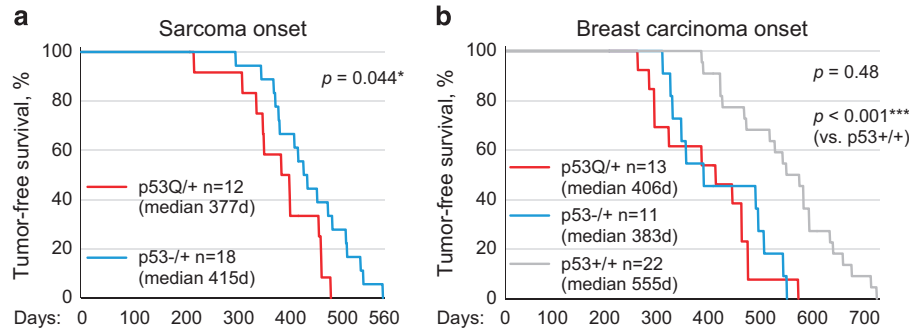 a
Sarcoma onset
Tumor-free survival, %
100
80
60
40
20
0
p = 0.044*
p53Q/+ n=12
(median 377d)
p53-/+ n=18
(median 415d)
Days: 0 100 200 300 400 500 560
b
Breast carcinoma onset
Tumor-free survival, %
100
80
60
40
20
0
p = 0.48
p < 0.001***
(vs. p53+/+)
p53Q/+ n=13
(median 406d)
p53-/+ n=11
(median 383d)
p53+/+ n=22
(median 555d)
Days: 0 100 200 300 400 500 600 700